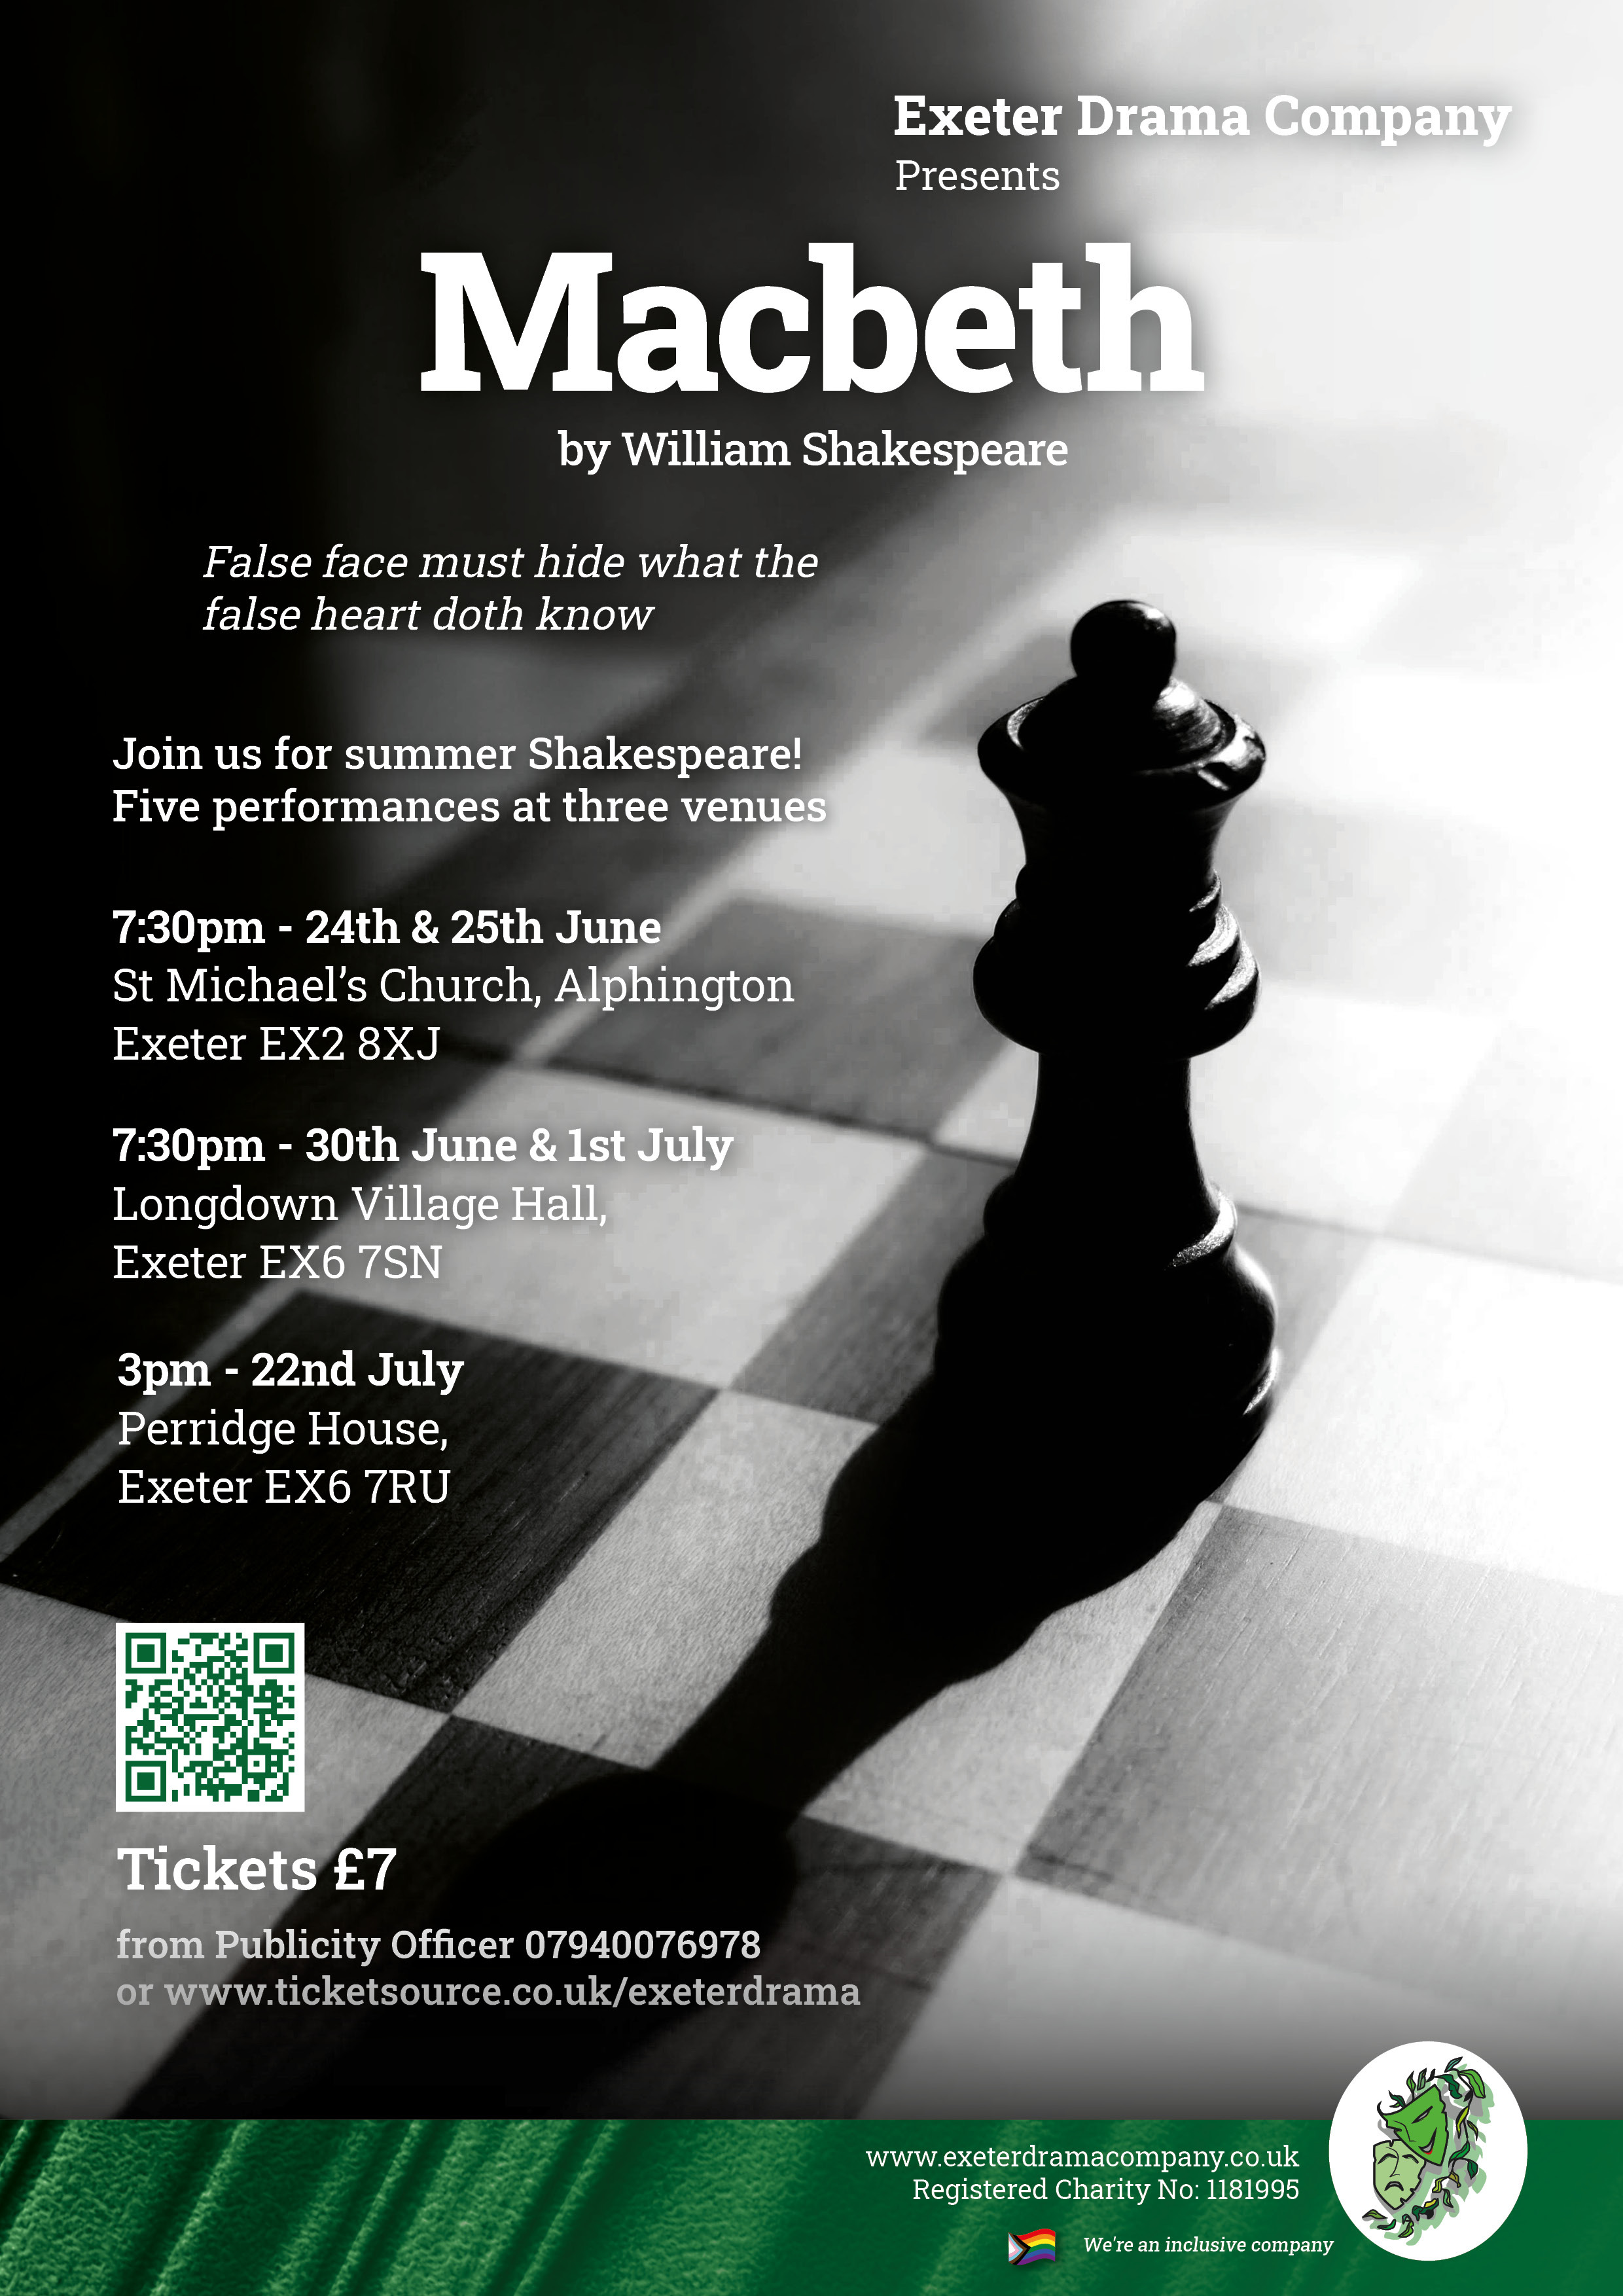 Exeter Drama Company
Presents
Macbeth
by William Shakespeare
False face must hide what the
false heart doth know
Join us for summer Shakespeare!
Five performances at three venues
7:30pm - 24th & 25th June
St Michael’s Church, Alphington
Exeter EX2 8XJ
7:30pm - 30th June & 1st July
Longdown Village Hall,
Exeter EX6 7SN
3pm - 22nd July
Perridge House,
Exeter EX6 7RU
Tickets £7
from Publicity Officer 07940076978
or www.ticketsource.co.uk/exeterdrama
www.exeterdramacompany.co.uk
Registered Charity No: 1181995
We're an inclusive company